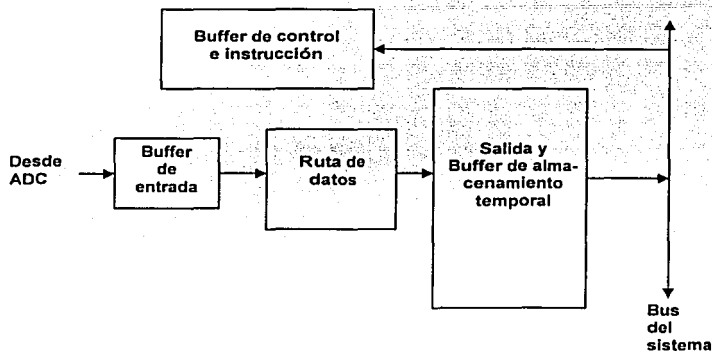 Buffer de control
e instrucción
Desde
ADC
Buffer
de
entrada
Ruta de
datos
Salida y
Buffer de alma-
cenamiento
temporal
Bus
del
sistema